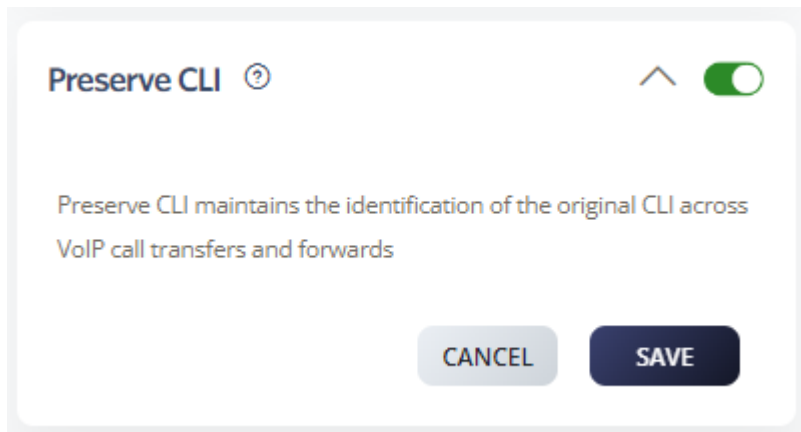 Preserve CLI ?
Preserve CLI maintains the identification of the original CLI across
VoIP call transfers and forwards
CANCEL SAVE